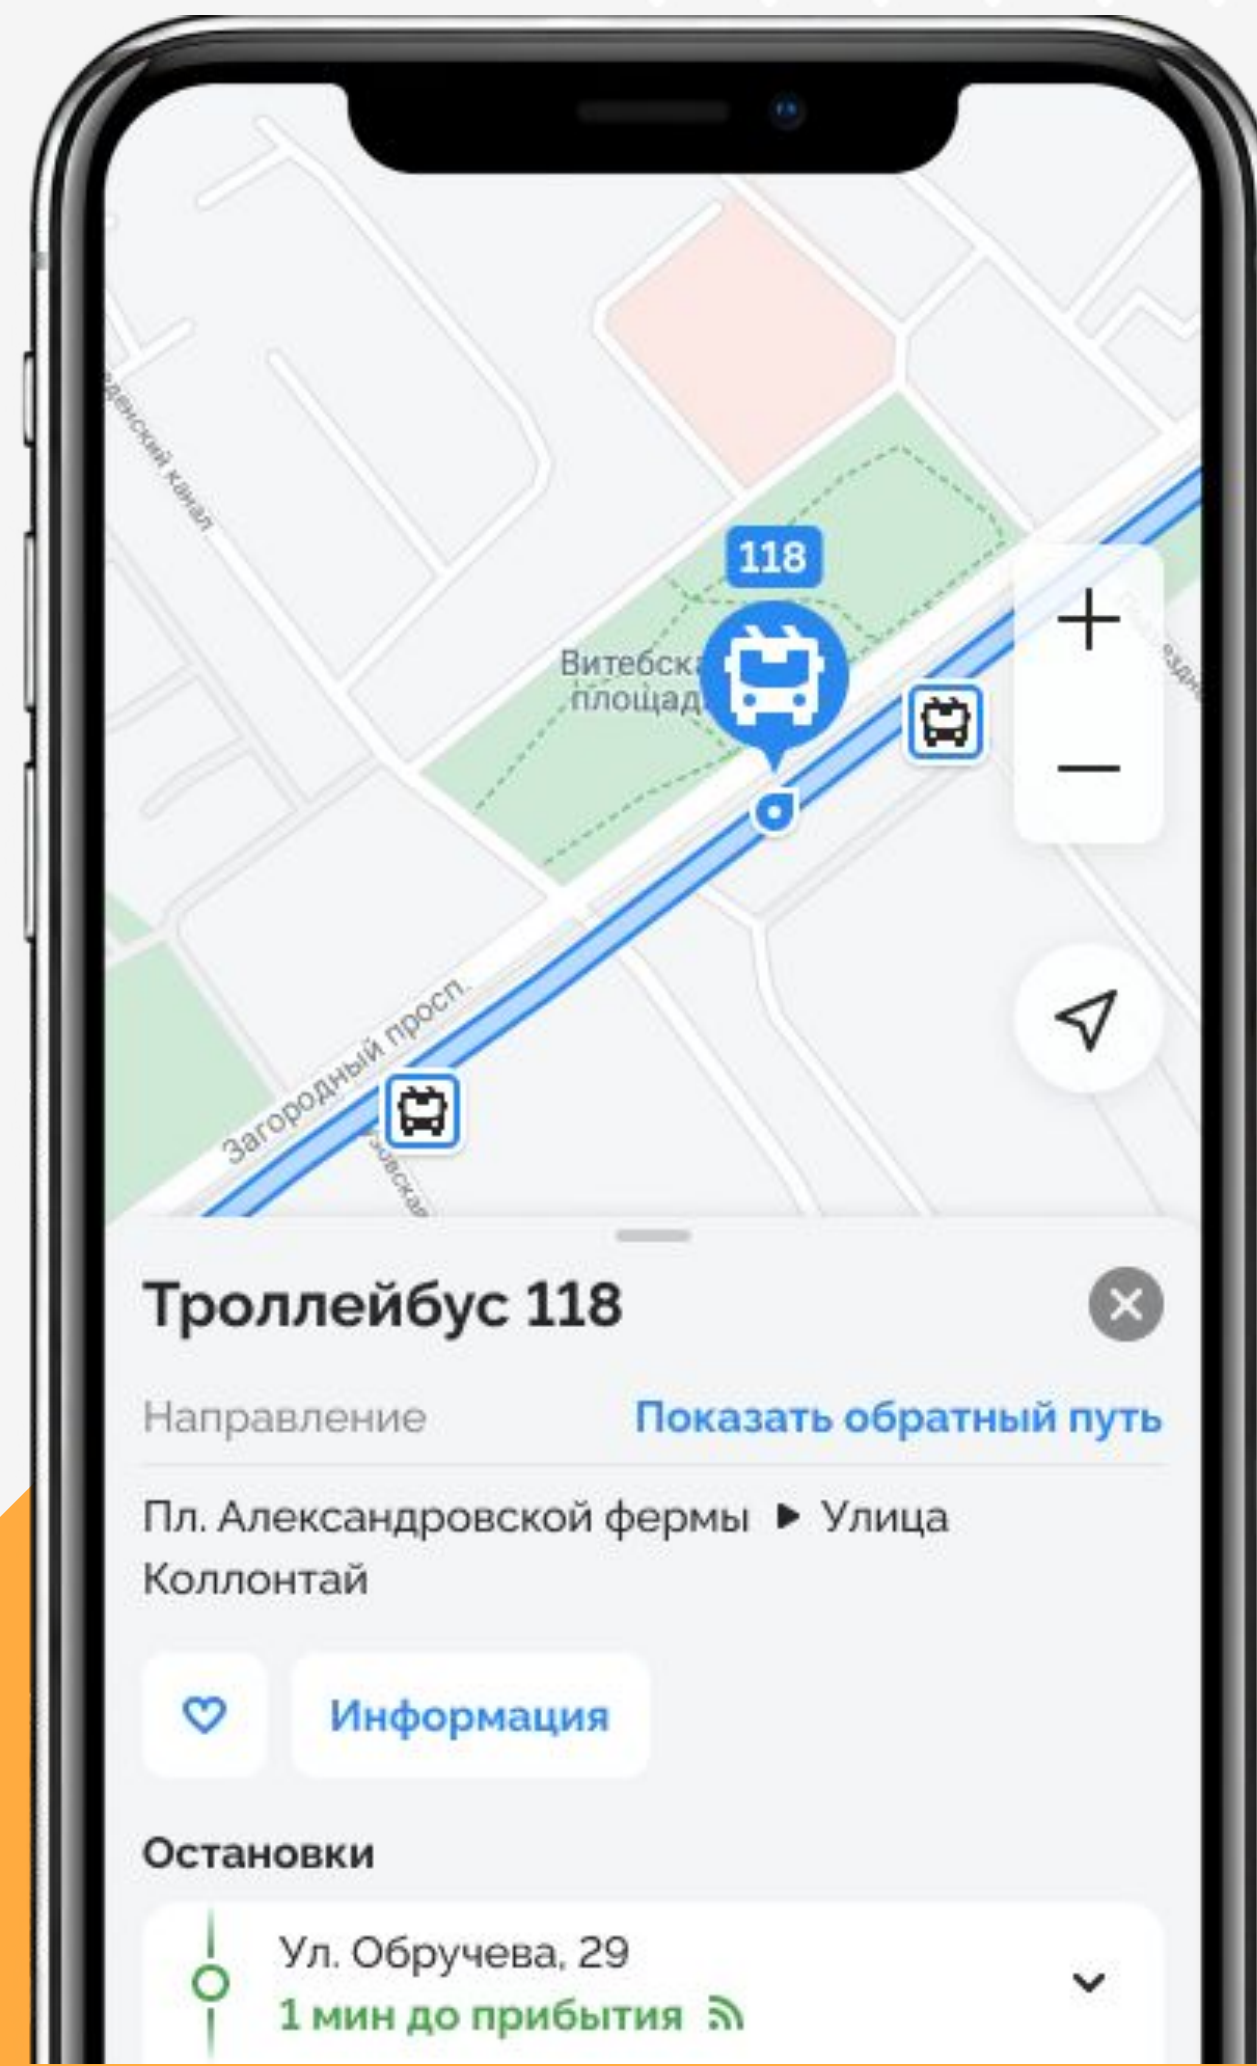 канал
118
Загородный просп.
Троллейбус 118
Направление
Показать обратный путь
Пл. Александровской фермы ▶ Улица
Коллонтай
Информация
Остановки
Ул. Обручева, 29
1 мин до прибытия